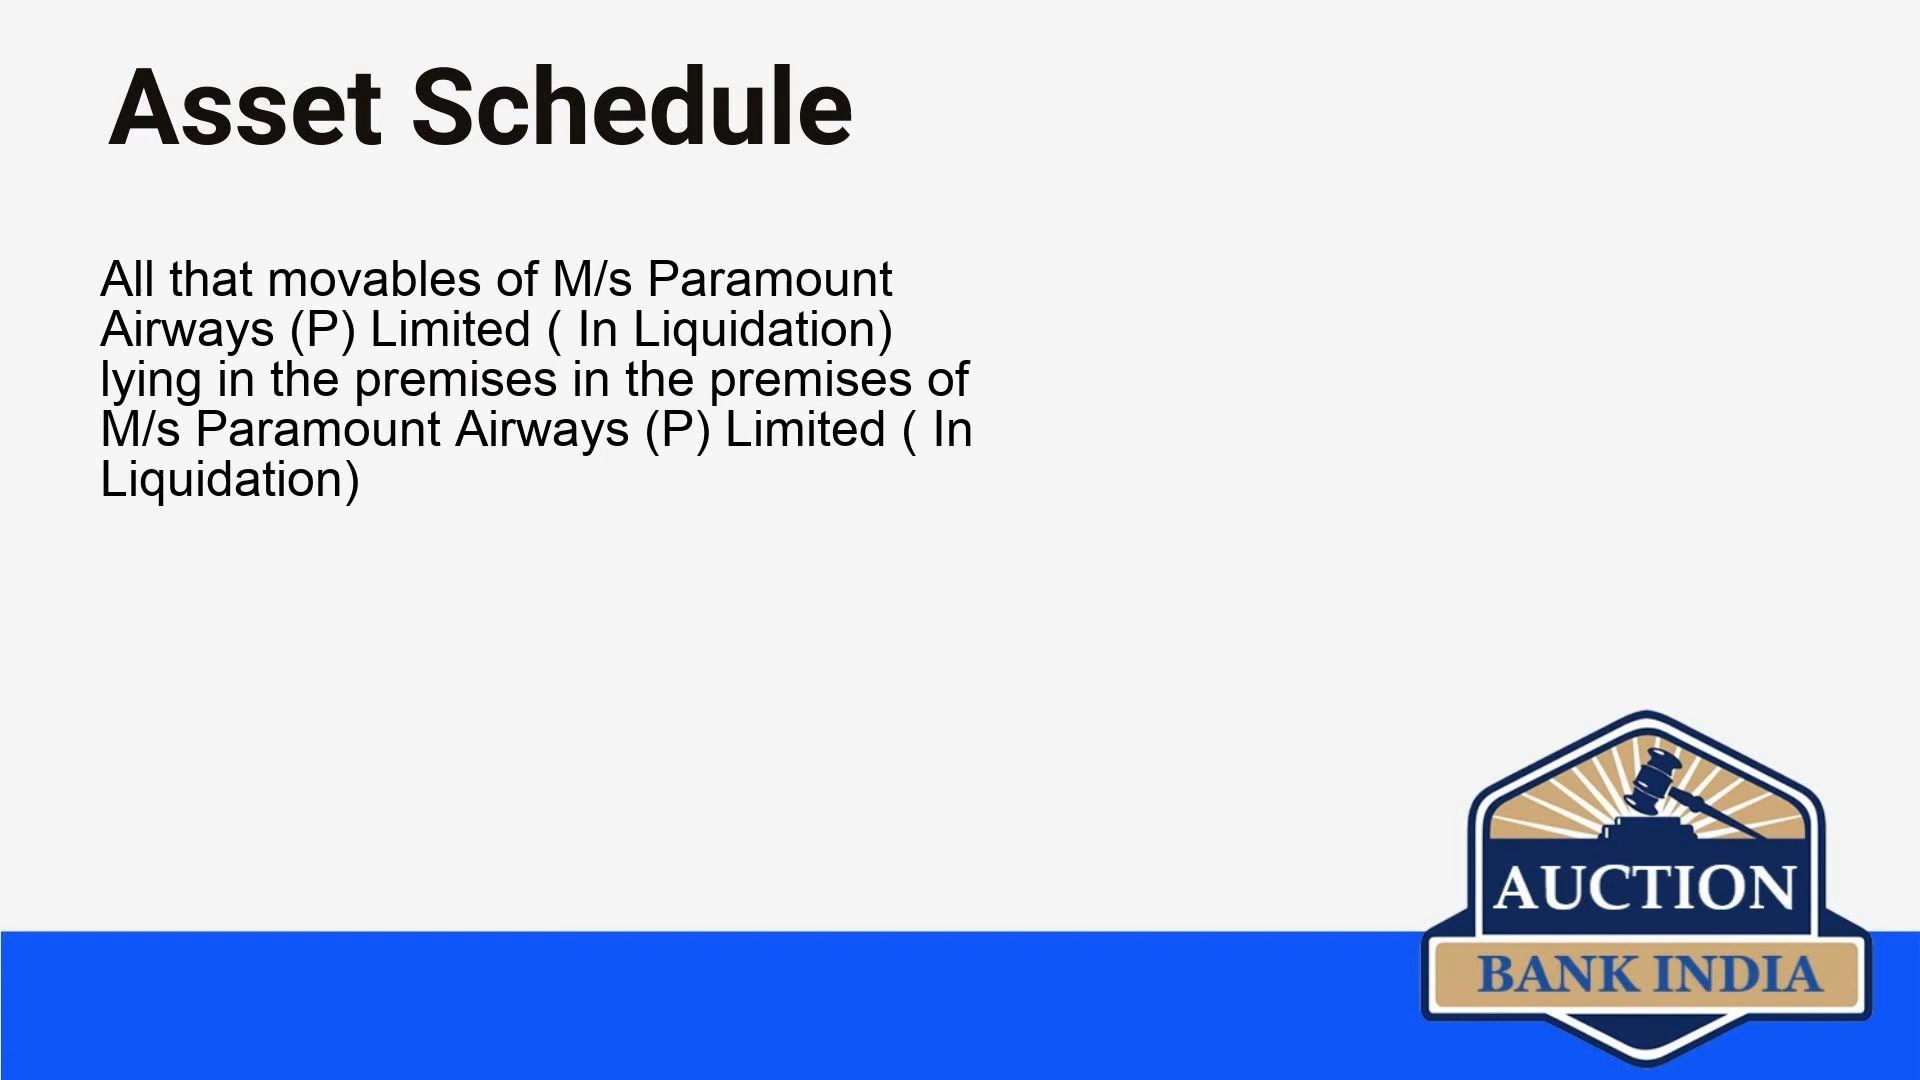 Asset Schedule
All that movables of M/s Paramount
Airways (P) Limited ( In Liquidation)
lying in the premises in the premises of
M/s Paramount Airways (P) Limited ( In
Liquidation)
AUCTION
BANK INDIA